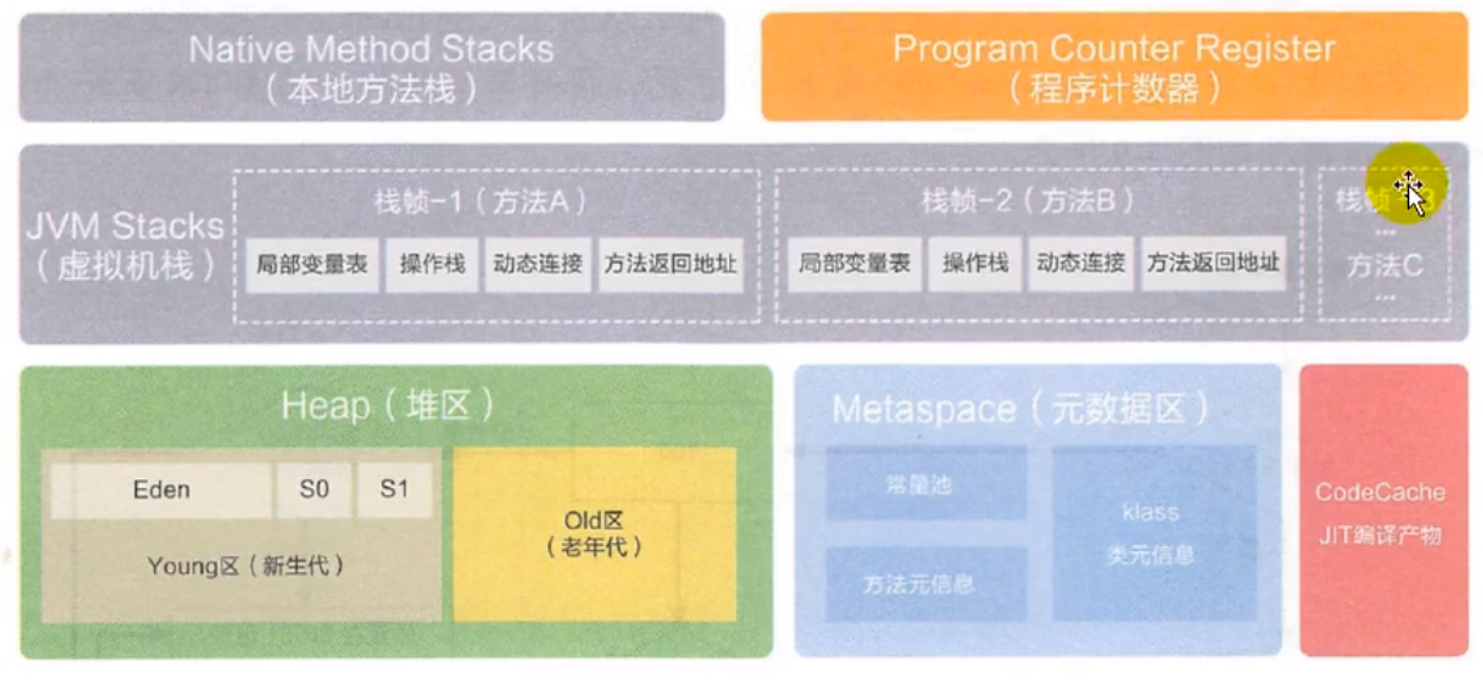 Native Method Stacks
（本地方法栈）
Program Counter Register
（程序计数器）
JVM Stacks
（虚拟机栈）
栈帧-1（方法A）
局部变量表
操作栈
动态连接
方法返回地址
栈帧-2（方法B）
局部变量表
操作栈
动态连接
方法返回地址
栈帧-3
...
方法C
...
Heap（堆区）
Eden
S0
S1
Young区（新生代）
Old区
（老年代）
Metaspace（元数据区）
常量池
方法元信息
klass
类元信息
CodeCache
JIT编译产物